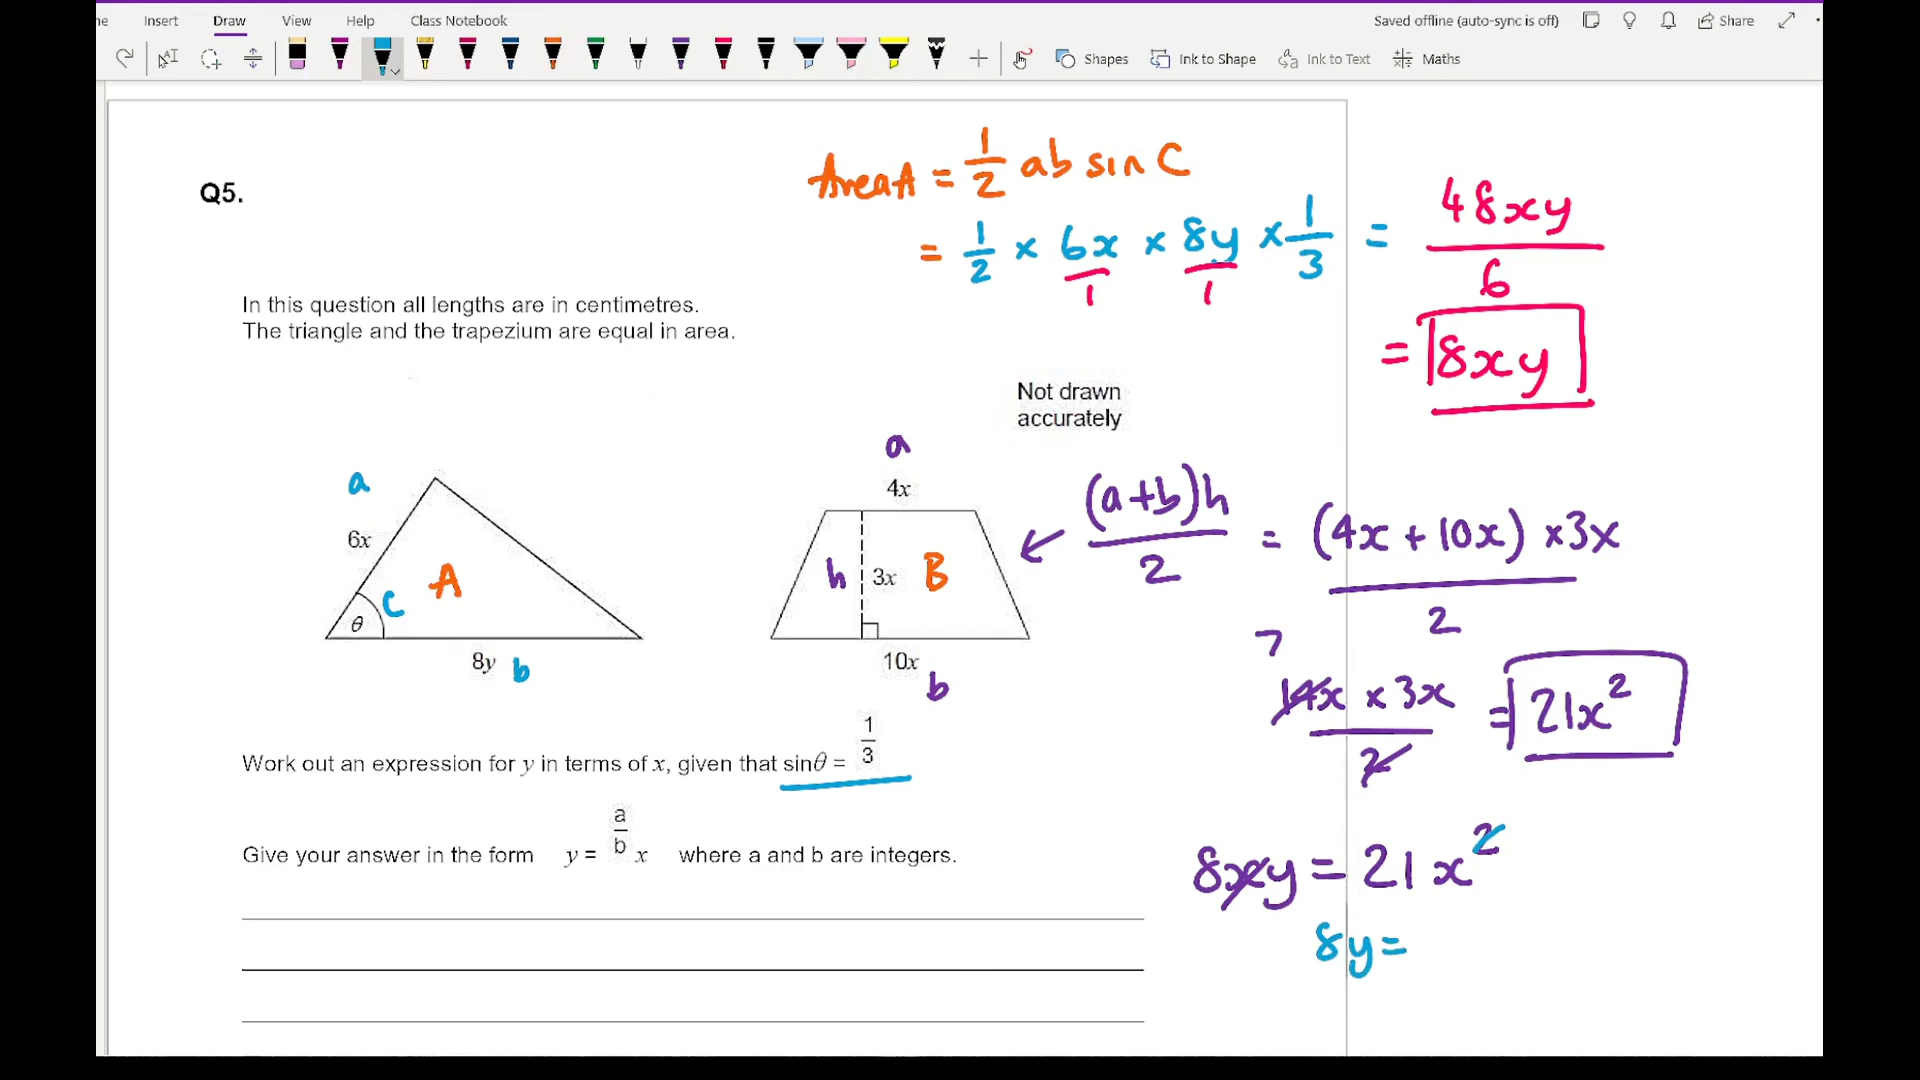 ne Insert Draw View Help Class Notebook Saved offline (auto-sync is off) Share
A Shapes Ink to Shape a Ink to Text Maths
Q5.
Area A = 1/2 ab sin C
= 1/2 × 6x/1 × 8y/1 × 1/3 = 48xy/6
= 8xy
In this question all lengths are in centimetres.
The triangle and the trapezium are equal in area.
Not drawn
accurately
a
6x
A
C
θ
8y b
a
4x
h 3x B
10x
b
(a+b)h/2 = (4x + 10x) × 3x/2
7
14x × 3x/2 = 21x²
Work out an expression for y in terms of x, given that sinθ = 1/3
Give your answer in the form y = a/b x where a and b are integers.
8xy = 21x²
8y =